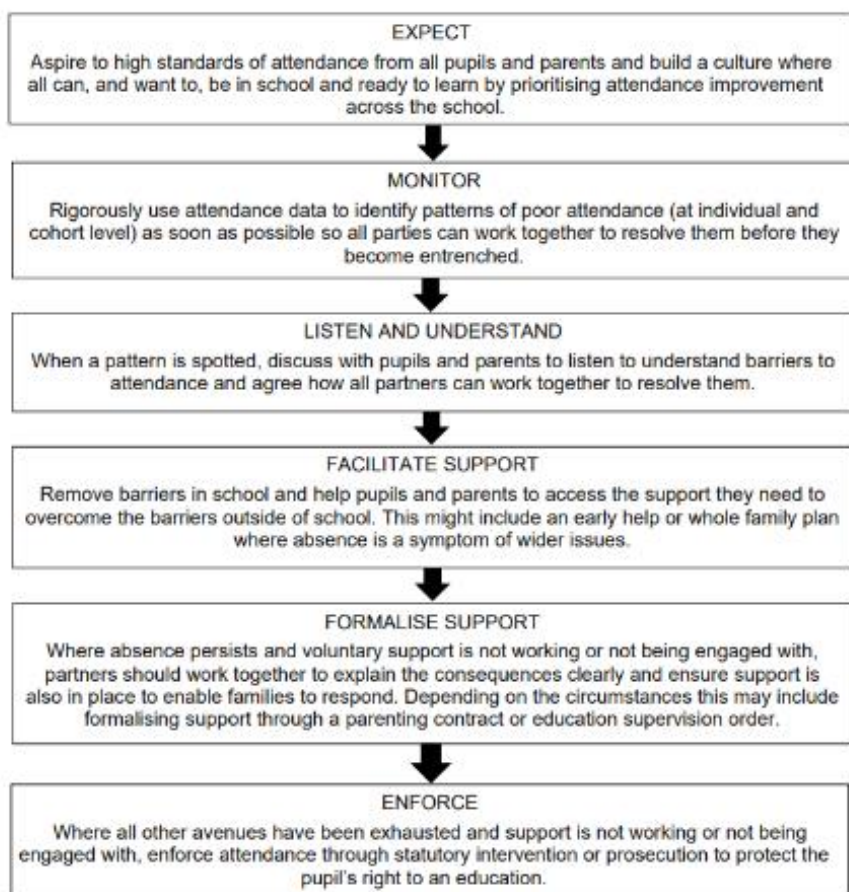 EXPECT
Aspire to high standards of attendance from all pupils and parents and build a culture where
all can, and want to, be in school and ready to learn by prioritising attendance improvement
across the school.
MONITOR
Rigorously use attendance data to identify patterns of poor attendance (at individual and
cohort level) as soon as possible so all parties can work together to resolve them before they
become entrenched.
LISTEN AND UNDERSTAND
When a pattern is spotted, discuss with pupils and parents to listen to understand barriers to
attendance and agree how all partners can work together to resolve them.
FACILITATE SUPPORT
Remove barriers in school and help pupils and parents to access the support they need to
overcome the barriers outside of school. This might include an early help or whole family plan
where absence is a symptom of wider issues.
FORMALISE SUPPORT
Where absence persists and voluntary support is not working or not being engaged with,
partners should work together to explain the consequences clearly and ensure support is
also in place to enable families to respond. Depending on the circumstances this may include
formalising support through a parenting contract or education supervision order.
ENFORCE
Where all other avenues have been exhausted and support is not working or not being
engaged with, enforce attendance through statutory intervention or prosecution to protect the
pupil's right to an education.